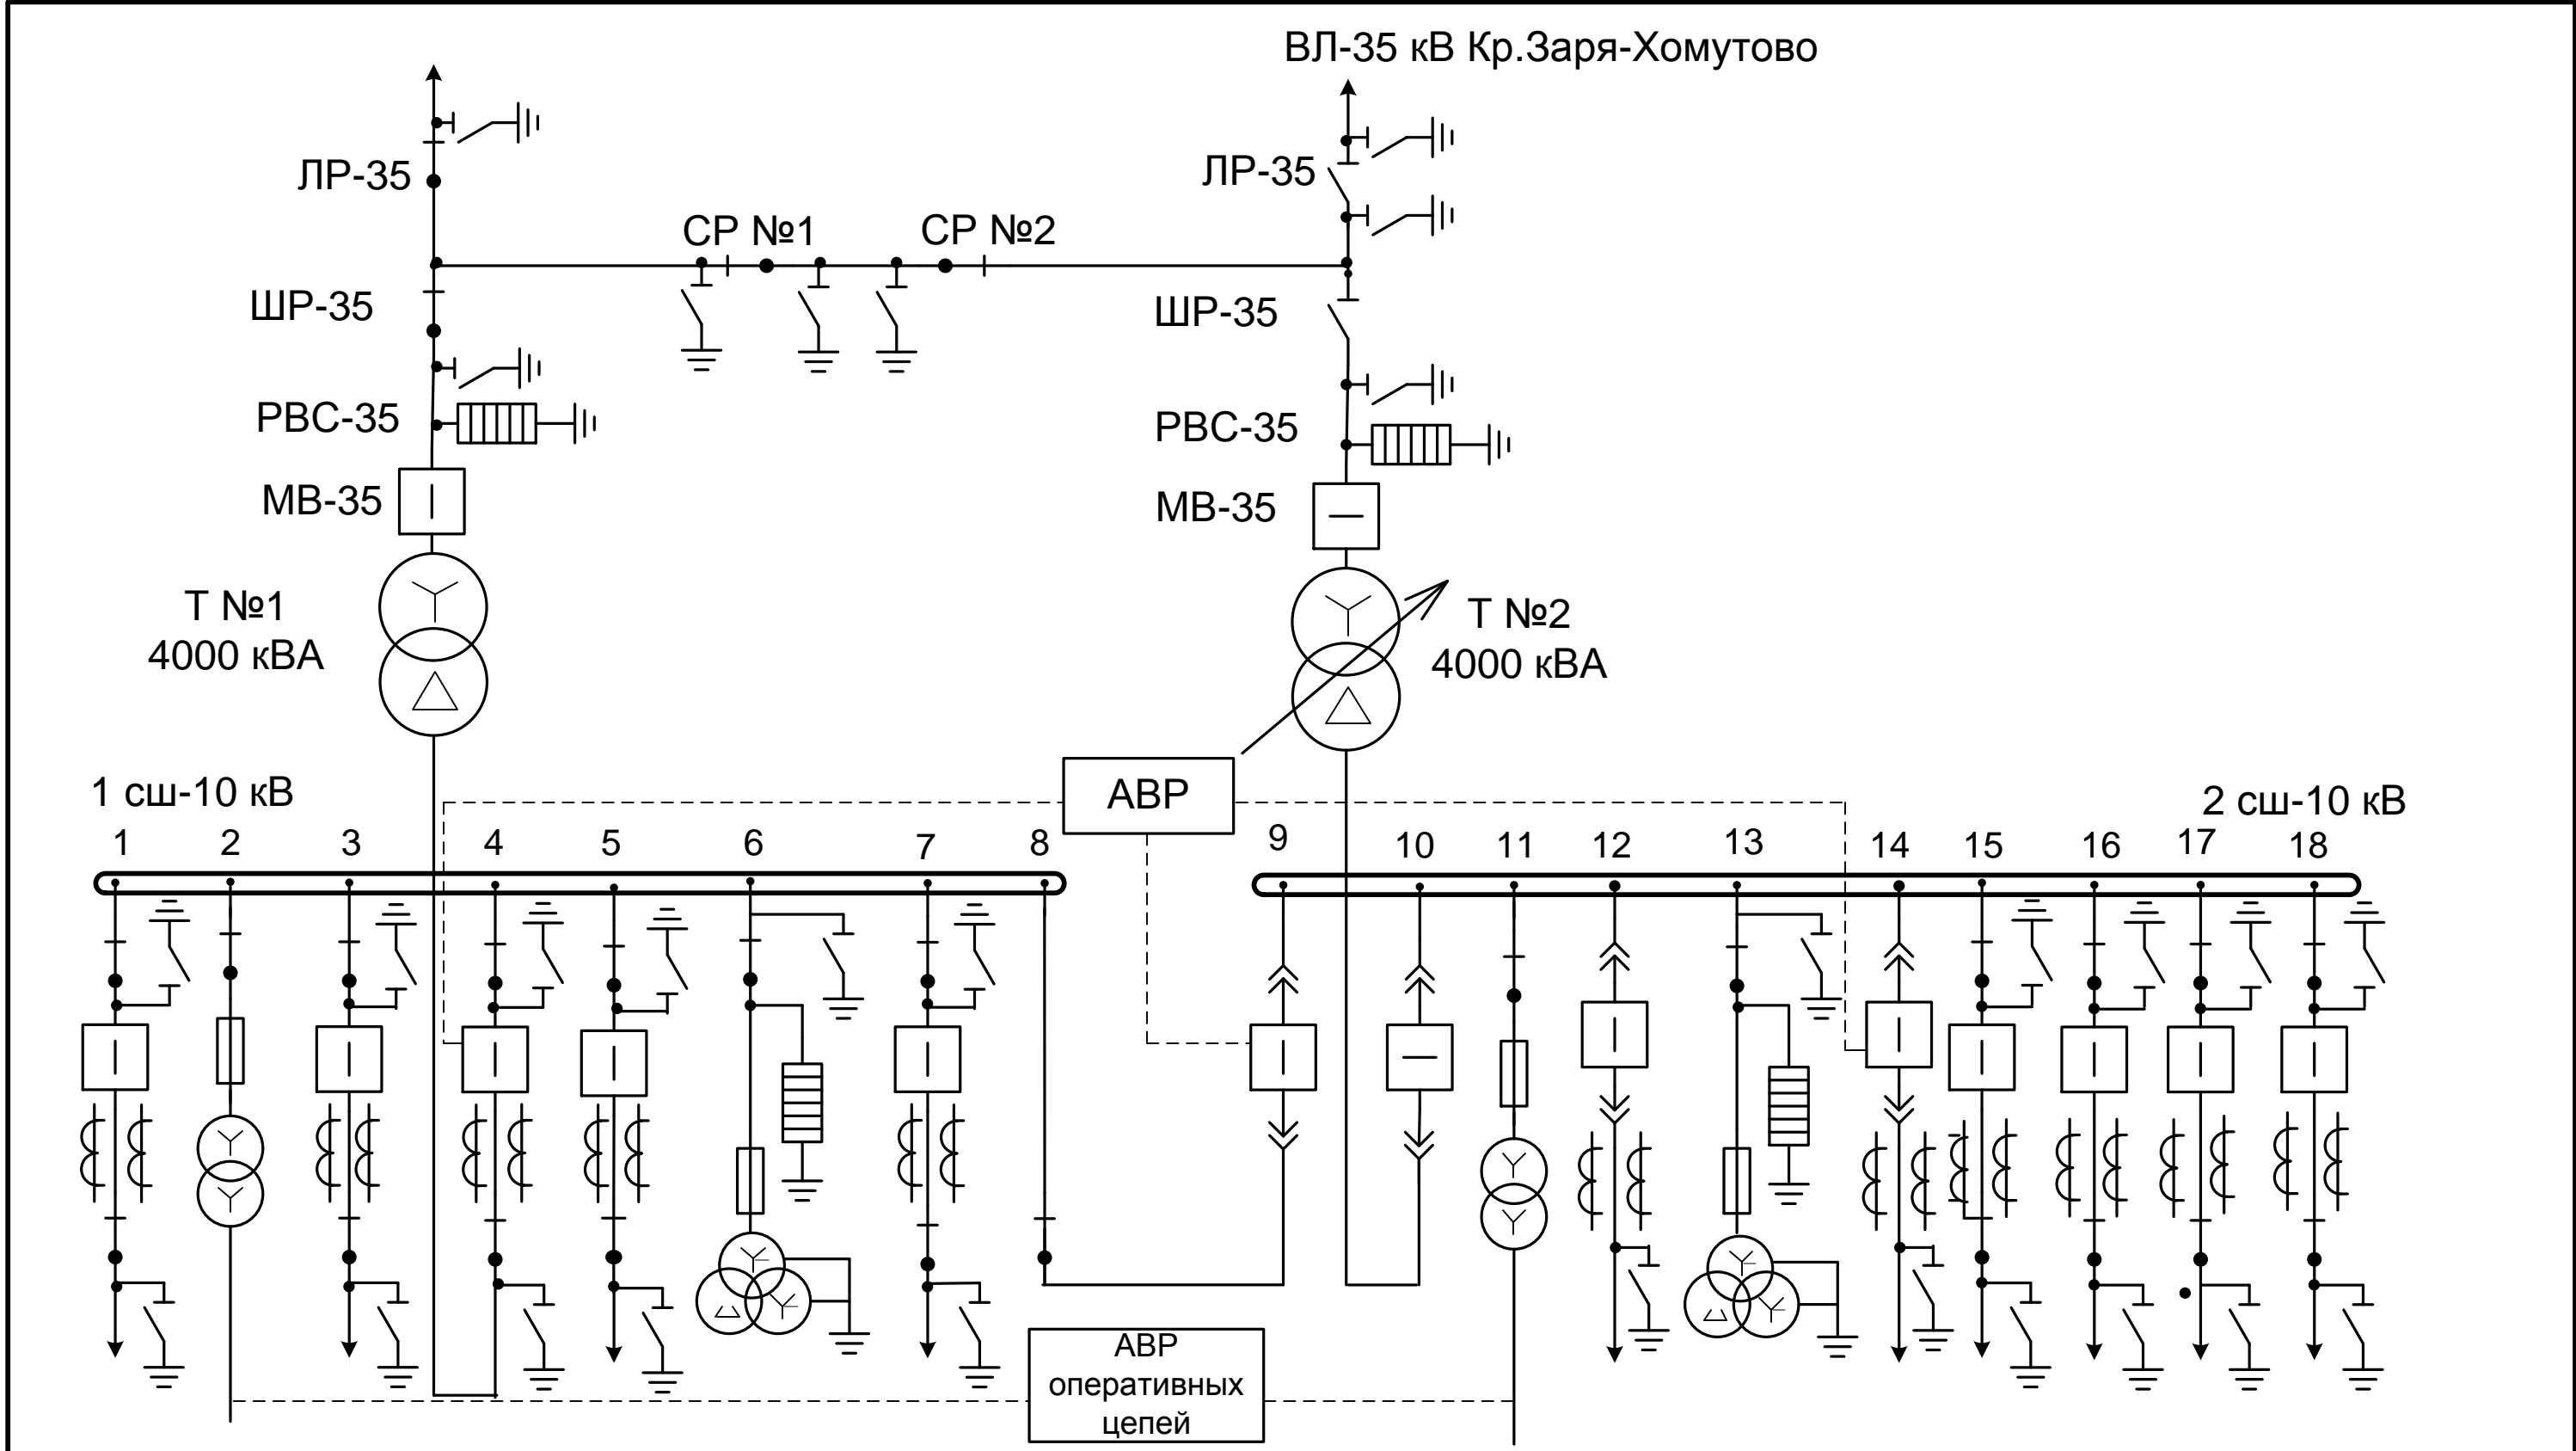 ВЛ-35 кВ Кр.Заря-Хомутово
ЛР-35
ЛР-35
СР №1
СР №2
ШР-35
ШР-35
РВС-35
РВС-35
МВ-35
МВ-35
Т №1
4000 кВА
Т №2
4000 кВА
АВР
1 сш-10 кВ
2 сш-10 кВ
1 2 3 4 5 6 7 8 9 10 11 12 13 14 15 16 17 18
АВР
оперативных
цепей